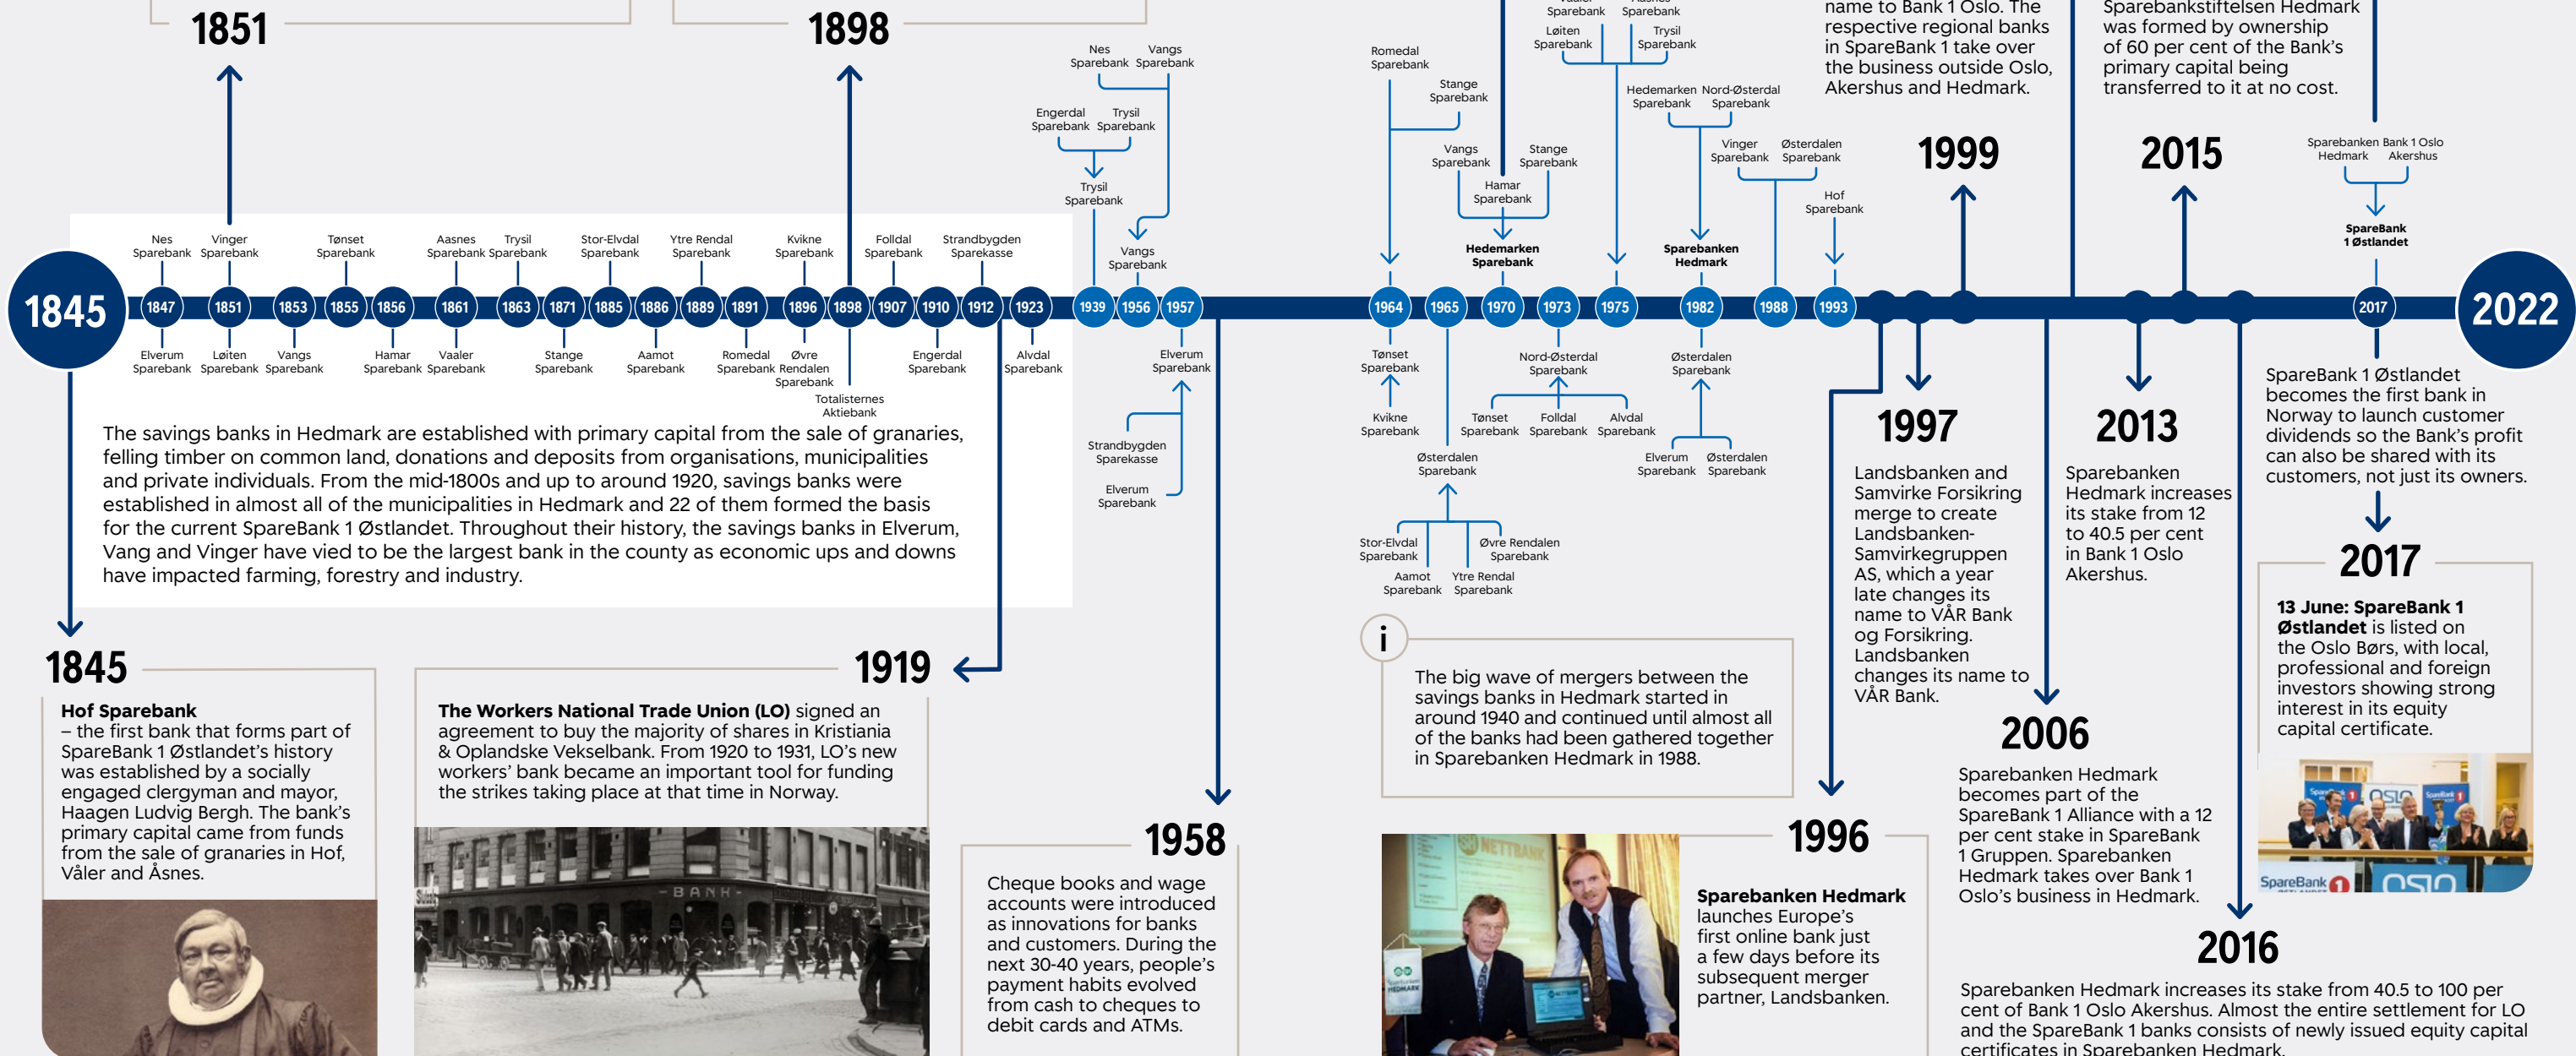 1851
1898
Nes
Sparebank
Vangs
Sparebank
Engerdal
Sparebank
Trysil
Sparebank
Trysil
Sparebank
Vangs
Sparebank
Romedal
Sparebank
Stange
Sparebank
Vangs
Sparebank
Stange
Sparebank
Hamar
Sparebank
Hedemarken
Sparebank
Sparebank
Sparebank
Løiten
Sparebank
Trysil
Sparebank
Hedemarken
Sparebank
Nord-Østerdal
Sparebank
Sparebanken
Hedmark
Vinger
Sparebank
Østerdalen
Sparebank
Hof
Sparebank
name to Bank 1 Oslo. The
respective regional banks
in SpareBank 1 take over
the business outside Oslo,
Akershus and Hedmark.
1999
Sparebankstiftelsen Hedmark
was formed by ownership
of 60 per cent of the Bank's
primary capital being
transferred to it at no cost.
2015
Sparebanken
Hedmark
Bank 1 Oslo
Akershus
SpareBank
1 Østlandet
Nes
Sparebank
Vinger
Sparebank
Tønset
Sparebank
Aasnes
Sparebank
Trysil
Sparebank
Stor-Elvdal
Sparebank
Ytre Rendal
Sparebank
Kvikne
Sparebank
Folldal
Sparebank
Strandbygden
Sparekasse
1845
1847
1851
1853
1855
1856
1861
1863
1871
1885
1886
1889
1891
1896
1898
1907
1910
1912
1923
1939
1956
1957
1964
1965
1970
1973
1975
1982
1988
1993
2017
2022
Elverum
Sparebank
Løiten
Sparebank
Vangs
Sparebank
Hamar
Sparebank
Vaaler
Sparebank
Stange
Sparebank
Aamot
Sparebank
Romedal
Sparebank
Øvre
Rendalen
Sparebank
Totalisternes
Aktiebank
Engerdal
Sparebank
Alvdal
Sparebank
Elverum
Sparebank
Strandbygden
Sparekasse
Elverum
Sparebank
Tønset
Sparebank
Kvikne
Sparebank
Østerdalen
Sparebank
Stor-Elvdal
Sparebank
Øvre Rendalen
Sparebank
Aamot
Sparebank
Ytre Rendal
Sparebank
Nord-Østerdal
Sparebank
Tønset
Sparebank
Folldal
Sparebank
Alvdal
Sparebank
Østerdalen
Sparebank
Elverum
Sparebank
Østerdalen
Sparebank
The savings banks in Hedmark are established with primary capital from the sale of granaries,
felling timber on common land, donations and deposits from organisations, municipalities
and private individuals. From the mid-1800s and up to around 1920, savings banks were
established in almost all of the municipalities in Hedmark and 22 of them formed the basis
for the current SpareBank 1 Østlandet. Throughout their history, the savings banks in Elverum,
Vang and Vinger have vied to be the largest bank in the county as economic ups and downs
have impacted farming, forestry and industry.
1845
Hof Sparebank
– the first bank that forms part of
SpareBank 1 Østlandet's history
was established by a socially
engaged clergyman and mayor,
Haagen Ludvig Bergh. The bank's
primary capital came from funds
from the sale of granaries in Hof,
Våler and Åsnes.
1919
The Workers National Trade Union (LO) signed an
agreement to buy the majority of shares in Kristiania
& Oplandske Vekselbank. From 1920 to 1931, LO's new
workers' bank became an important tool for funding
the strikes taking place at that time in Norway.
-BANK-
1958
Cheque books and wage
accounts were introduced
as innovations for banks
and customers. During the
next 30-40 years, people's
payment habits evolved
from cash to cheques to
debit cards and ATMs.
i
The big wave of mergers between the
savings banks in Hedmark started in
around 1940 and continued until almost all
of the banks had been gathered together
in Sparebanken Hedmark in 1988.
NETTBANK
HEDMARK
1996
Sparebanken Hedmark
launches Europe's
first online bank just
a few days before its
subsequent merger
partner, Landsbanken.
1997
Landsbanken and
Samvirke Forsikring
merge to create
Landsbanken-
Samvirkegruppen
AS, which a year
late changes its
name to VÅR Bank
og Forsikring.
Landsbanken
changes its name to
VÅR Bank.
2006
Sparebanken Hedmark
becomes part of the
SpareBank 1 Alliance with a 12
per cent stake in SpareBank
1 Gruppen. Sparebanken
Hedmark takes over Bank 1
Oslo's business in Hedmark.
2013
Sparebanken
Hedmark increases
its stake from 12
to 40.5 per cent
in Bank 1 Oslo
Akershus.
SpareBank 1 Østlandet
becomes the first bank in
Norway to launch customer
dividends so the Bank's profit
can also be shared with its
customers, not just its owners.
2017
13 June: SpareBank 1
Østlandet is listed on
the Oslo Børs, with local,
professional and foreign
investors showing strong
interest in its equity
capital certificate.
SpareBank 1
OSLO
SpareBank 1
SpareBank 1
OSLO
2016
Sparebanken Hedmark increases its stake from 40.5 to 100 per
cent of Bank 1 Oslo Akershus. Almost the entire settlement for LO
and the SpareBank 1 banks consists of newly issued equity capital
certificates in Sparebanken Hedmark.